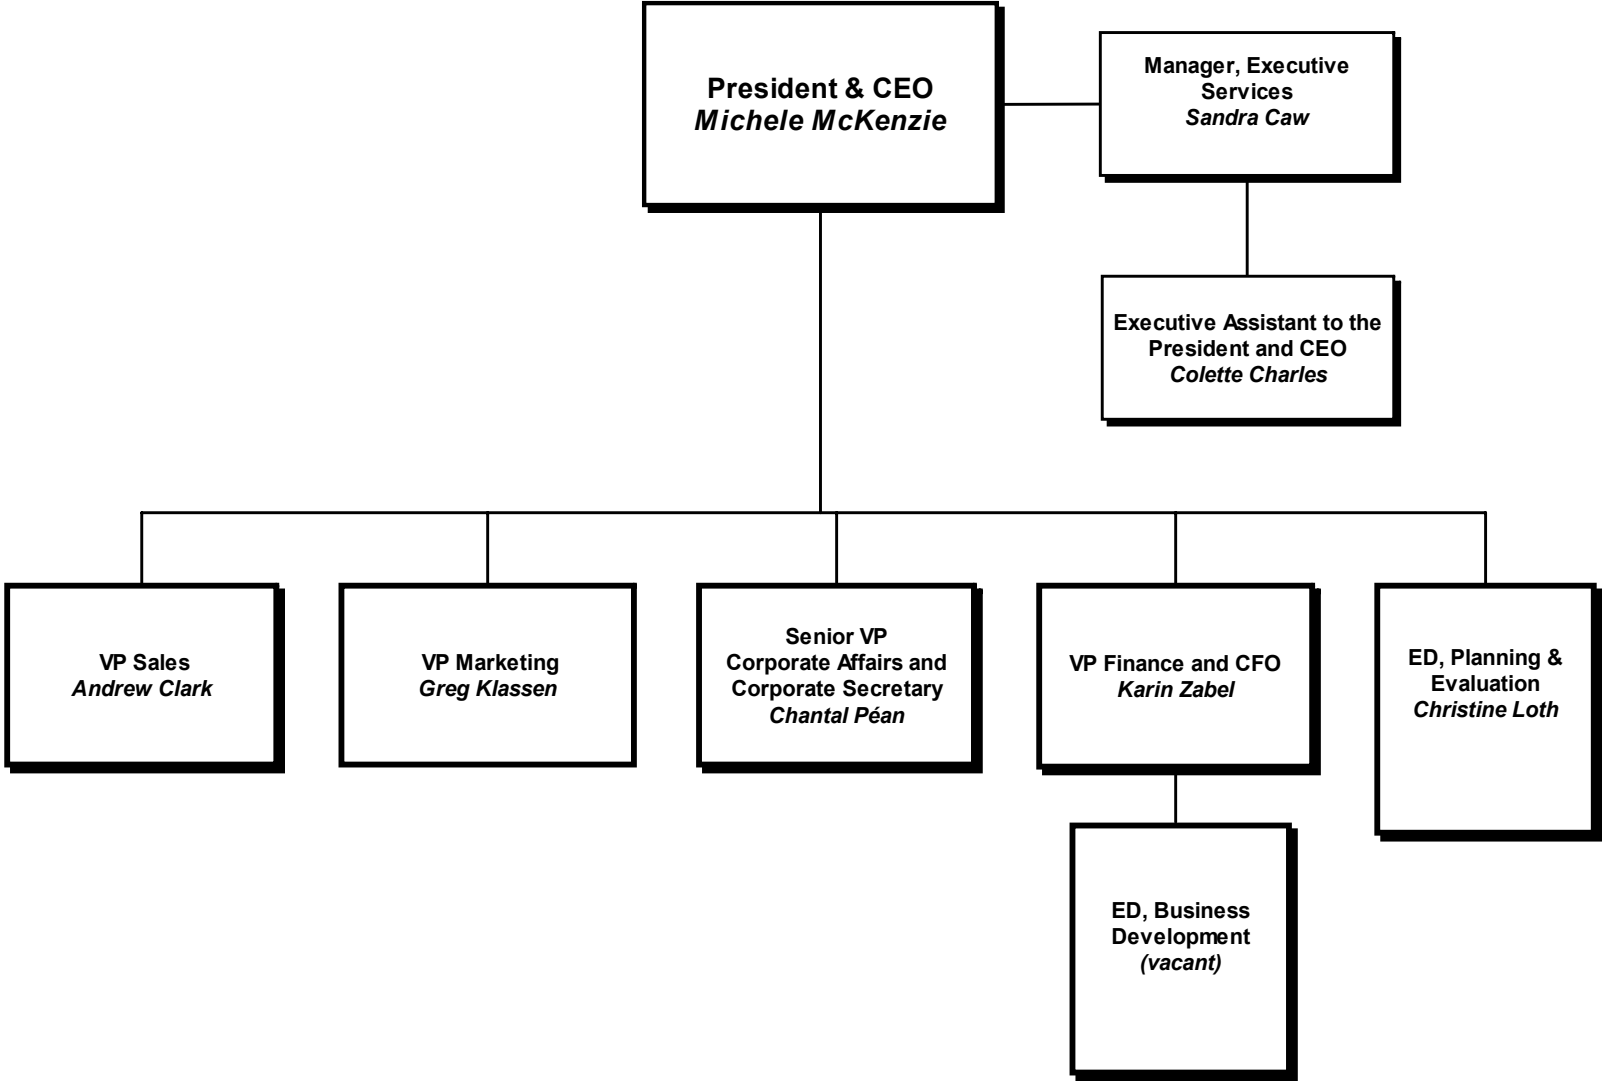 President & CEO
Michele McKenzie
Manager, Executive
Services
Sandra Caw
Executive Assistant to the
President and CEO
Colette Charles
VP Sales
Andrew Clark
VP Marketing
Greg Klassen
Senior VP
Corporate Affairs and
Corporate Secretary
Chantal Péan
VP Finance and CFO
Karin Zabel
ED, Planning &
Evaluation
Christine Loth
ED, Business
Development
(vacant)